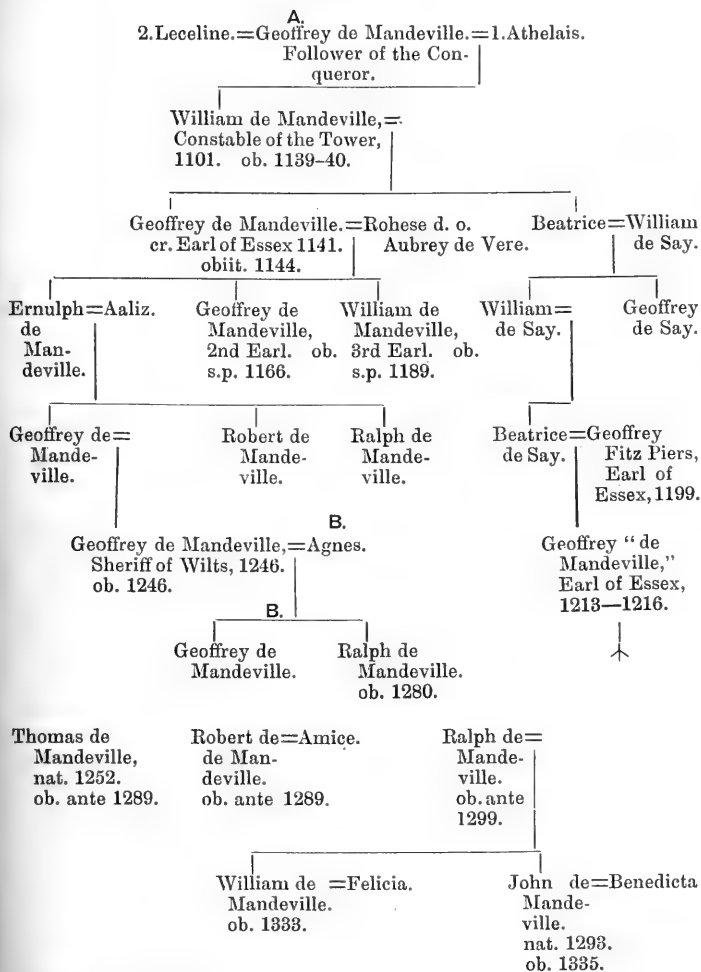 A.
2.Leceline.=Geoffrey de Mandeville.=1.Athelais.
Follower of the Con-
queror.
William de Mandeville,=
Constable of the Tower,
1101. ob. 1139-40.
Geoffrey de Mandeville.=Rohese d. o.
cr. Earl of Essex 1141.
obiit. 1144.
Aubrey de Vere.
Beatrice=William
de Say.
Ernulph=Aaliz.
de
Man-
deville.
Geoffrey de
Mandeville,
2nd Earl. ob.
s.p. 1166.
William de
Mandeville,
3rd Earl. ob.
s.p. 1189.
William=
de Say.
Geoffrey
de Say.
Geoffrey de=
Mande-
ville.
Robert de
Mande-
ville.
Ralph de
Mande-
ville.
Beatrice=Geoffrey
de Say.
Fitz Piers,
Earl of
Essex, 1199.
B.
Geoffrey de Mandeville,=Agnes.
Sheriff of Wilts, 1246.
ob. 1246.
Geoffrey “de
Mandeville,”
Earl of Essex,
1213—1216.
B.
Geoffrey de
Mandeville.
Ralph de
Mandeville.
ob. 1280.
Thomas de
Mandeville,
nat. 1252.
ob. ante 1289.
Robert de=Amice.
de Man-
deville.
ob. ante 1289.
Ralph de=
Mande-
ville.
ob. ante
1299.
William de =Felicia.
Mandeville.
ob. 1333.
John de=Benedicta
Mande-
ville.
nat. 1293.
ob. 1335.